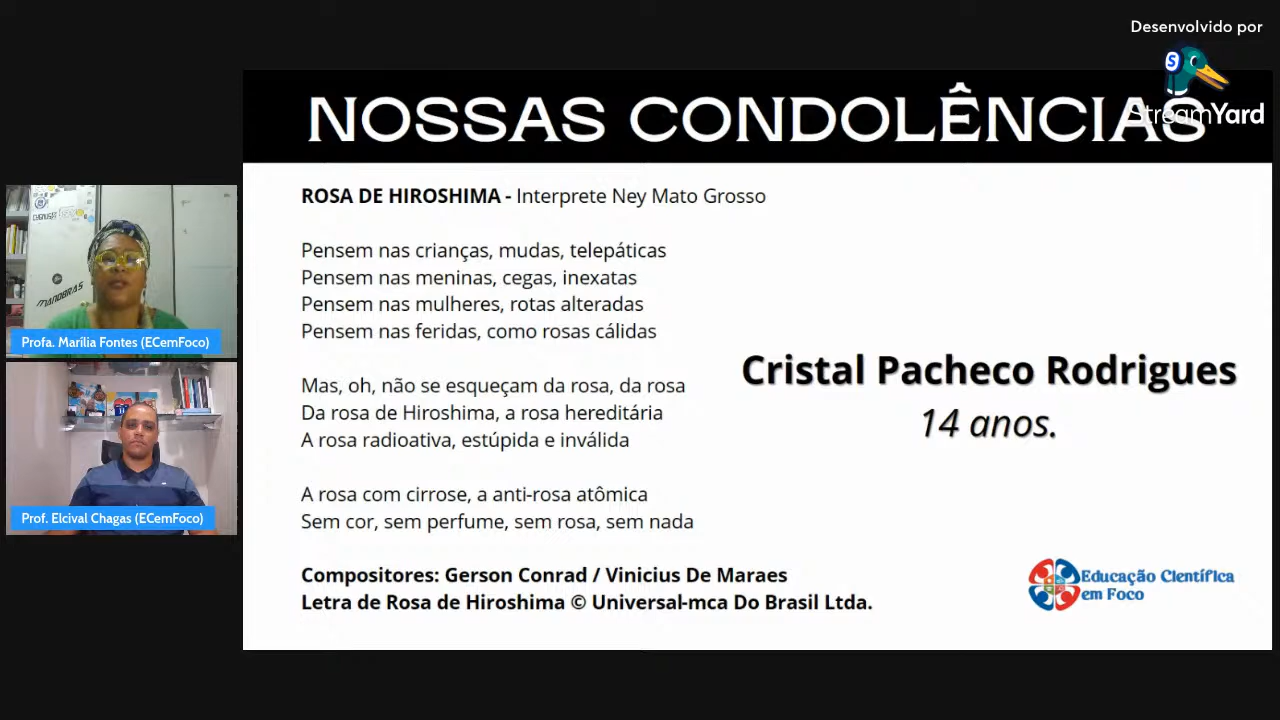 Desenvolvido por
StreamYard
NOSSAS CONDOLÊNCIAS
ROSA DE HIROSHIMA - Interprete Ney Mato Grosso
Pensem nas crianças, mudas, telepáticas
Pensem nas meninas, cegas, inexatas
Pensem nas mulheres, rotas alteradas
Pensem nas feridas, como rosas cálidas
Mas, oh, não se esqueçam da rosa, da rosa
Da rosa de Hiroshima, a rosa hereditária
A rosa radioativa, estúpida e inválida
A rosa com cirrose, a anti-rosa atômica
Sem cor, sem perfume, sem rosa, sem nada
Compositores: Gerson Conrad / Vinicius De Maraes
Letra de Rosa de Hiroshima © Universal-mca Do Brasil Ltda.
Cristal Pacheco Rodrigues
14 anos.
Educação Científica
em Foco
MANOBRAS
Profa. Marília Fontes (ECemFoco)
Prof. Elcival Chagas (ECemFoco)